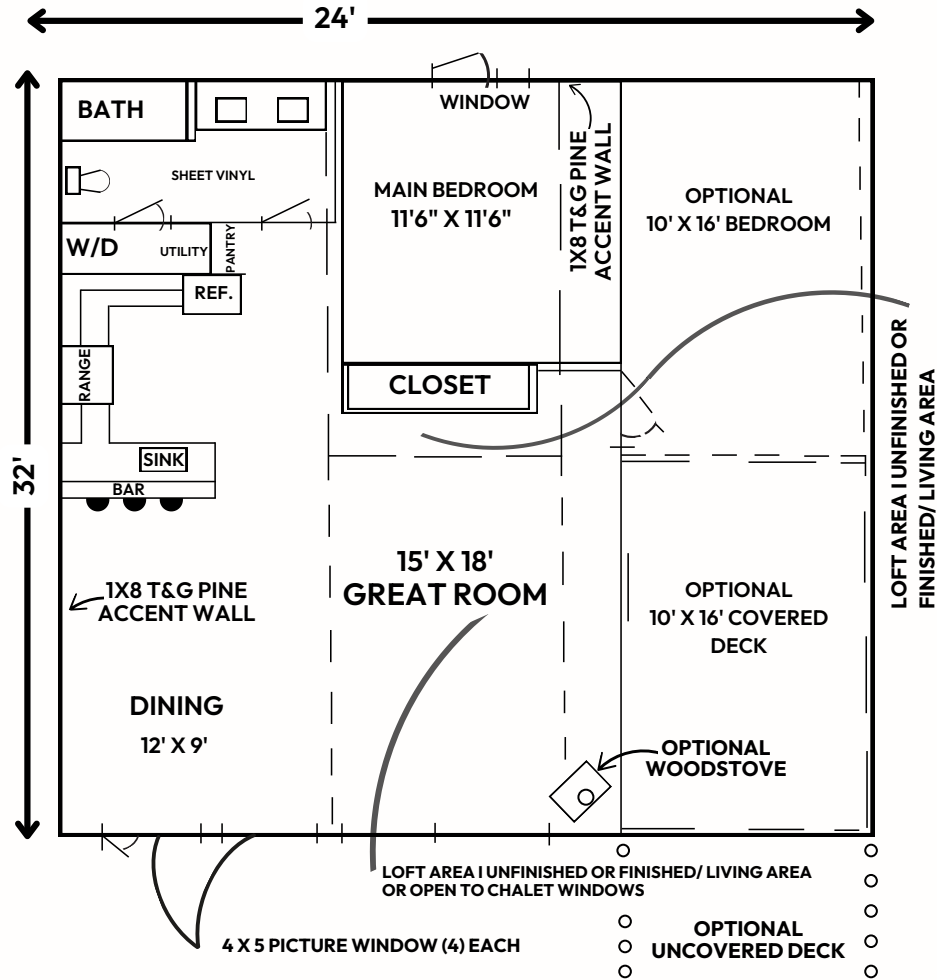 24'
32'
BATH
SHEET VINYL
W/D
UTILITY
PANTRY
REF.
RANGE
SINK
BAR
WINDOW
MAIN BEDROOM
11'6" X 11'6"
1X8 T&G PINE
ACCENT WALL
CLOSET
OPTIONAL
10' X 16' BEDROOM
LOFT AREA I UNFINISHED OR
FINISHED/ LIVING AREA
15' X 18'
GREAT ROOM
1X8 T&G PINE
ACCENT WALL
OPTIONAL
10' X 16' COVERED
DECK
DINING
12' X 9'
OPTIONAL
WOODSTOVE
LOFT AREA I UNFINISHED OR FINISHED/ LIVING AREA
OR OPEN TO CHALET WINDOWS
4 X 5 PICTURE WINDOW (4) EACH
OPTIONAL
UNCOVERED DECK